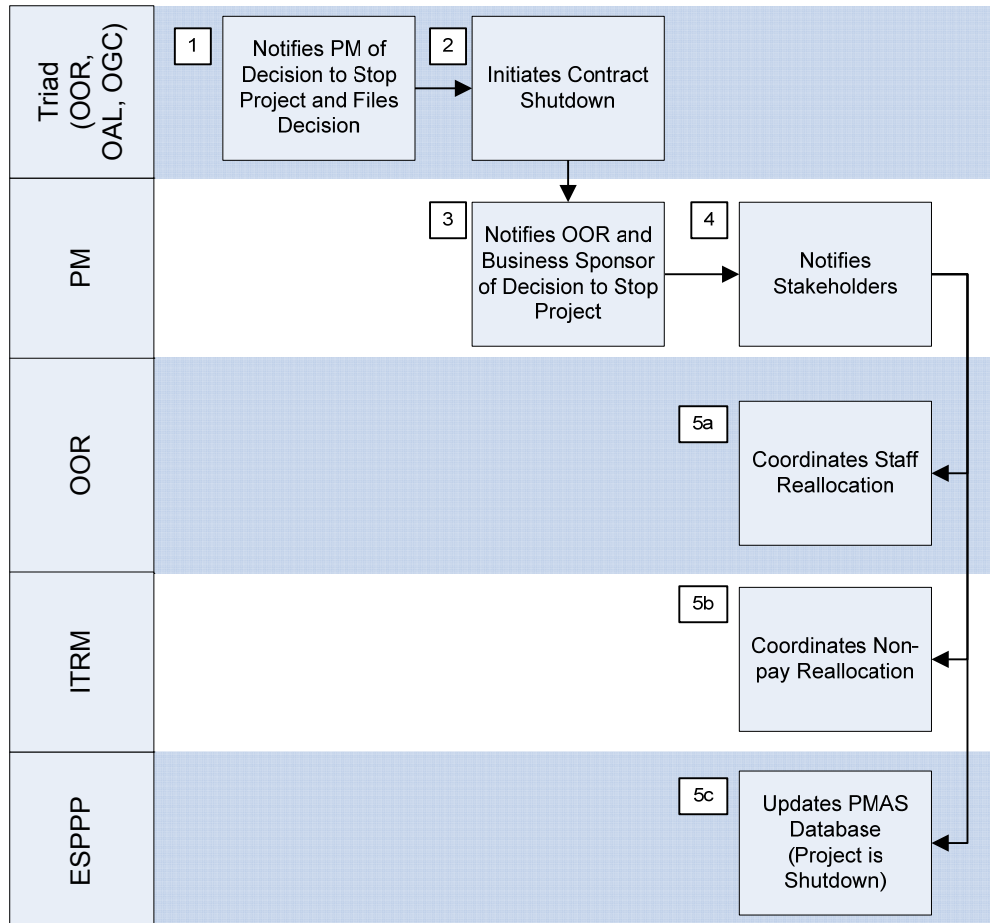 Triad
(OOR,
OAL, OGC)
1
Notifies PM of
Decision to Stop
Project and Files
Decision
2
Initiates Contract
Shutdown
PM
3
Notifies OOR and
Business Sponsor
of Decision to Stop
Project
4
Notifies
Stakeholders
OOR
5a
Coordinates Staff
Reallocation
ITRM
5b
Coordinates Non-
pay Reallocation
ESPPP
5c
Updates PMAS
Database
(Project is
Shutdown)